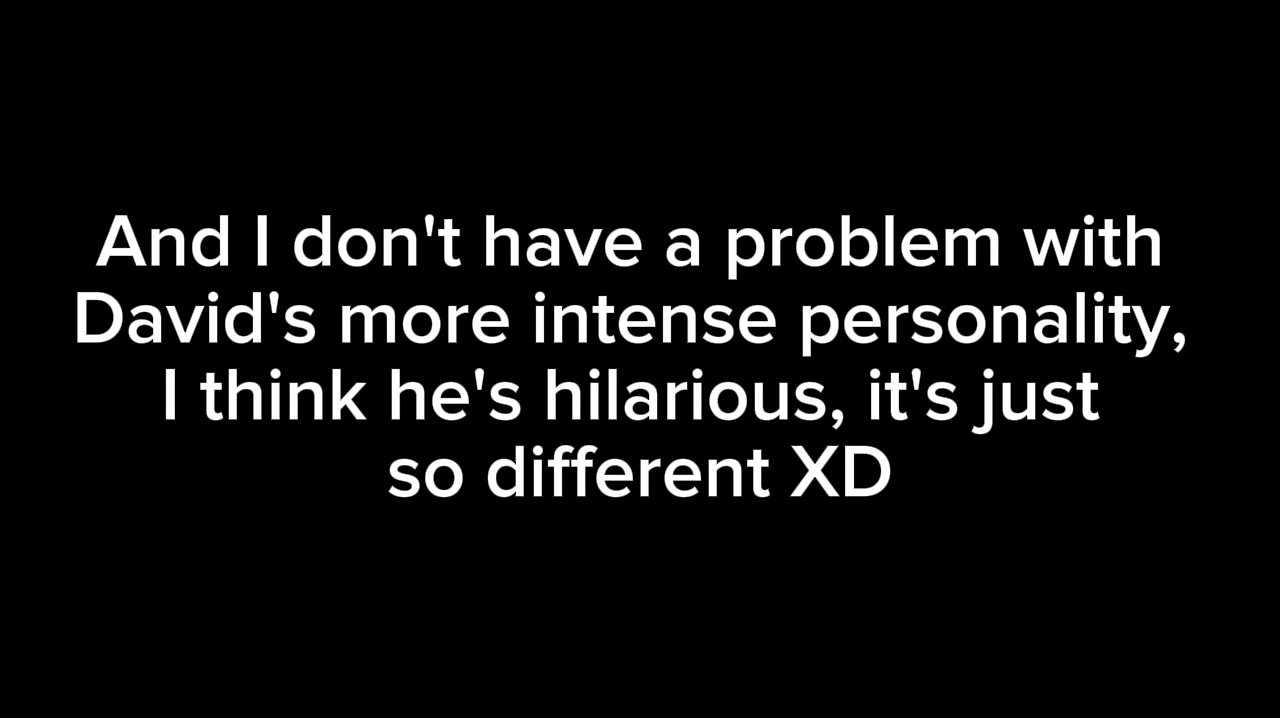 And I don't have a problem with
David's more intense personality,
I think he's hilarious, it's just
so different XD